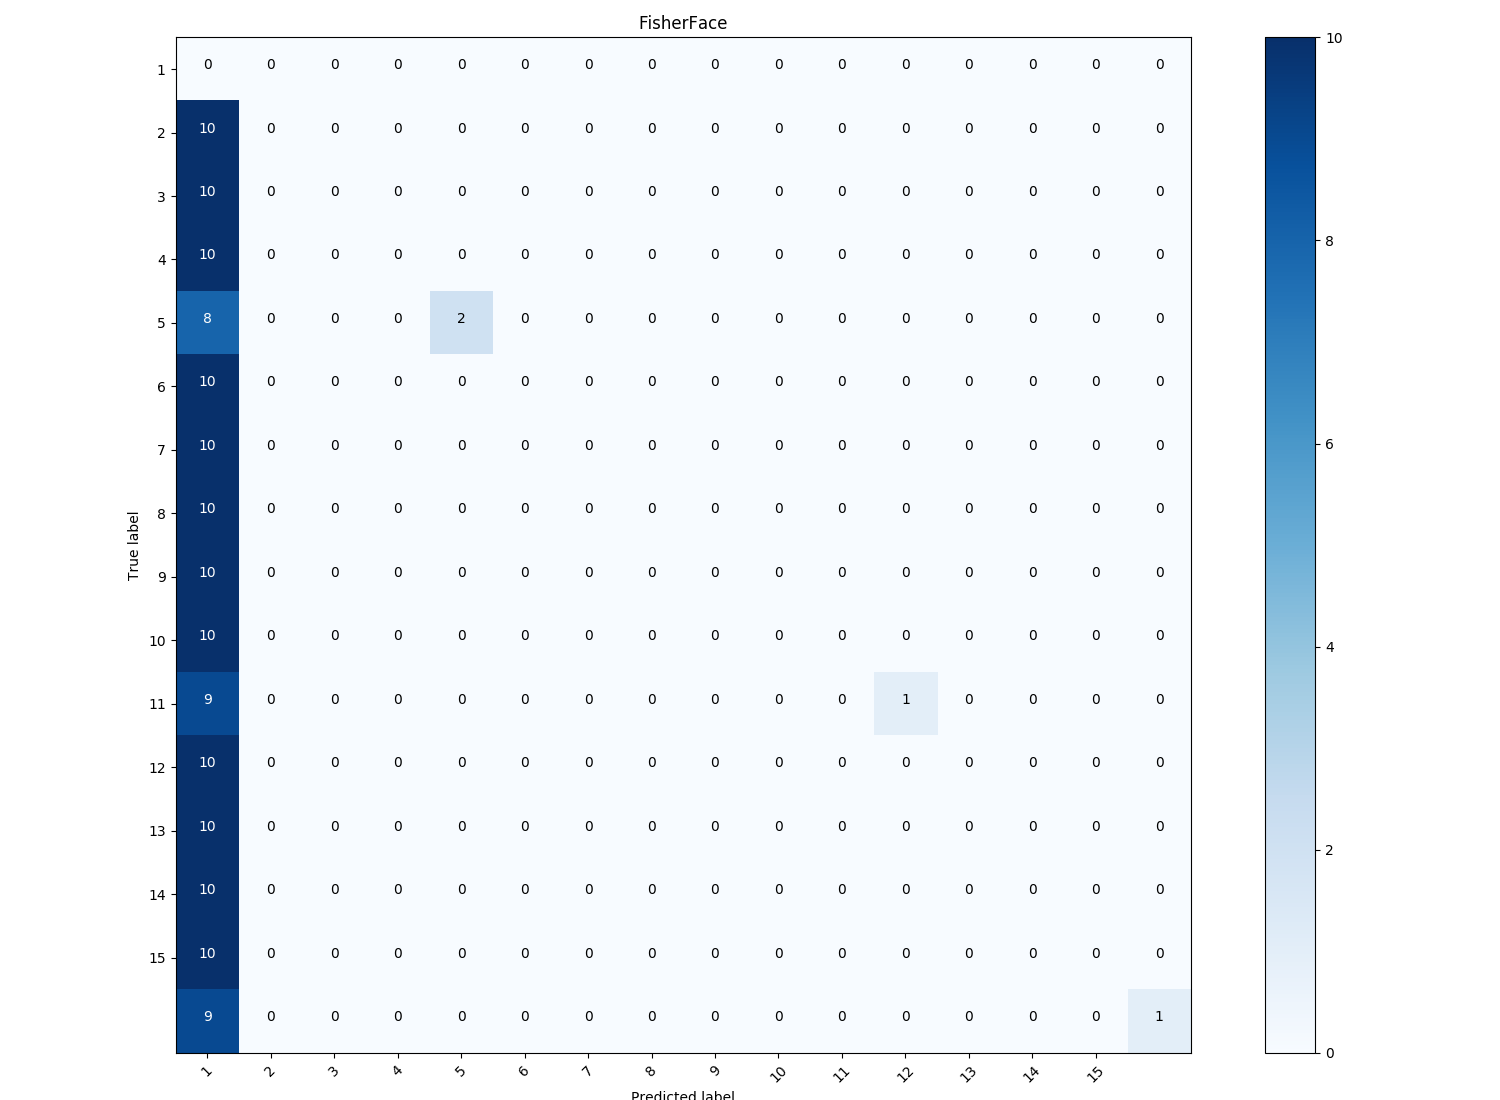 FisherFace
1 0 0 0 0 0 0 0 0 0 0 0 0 0 0 0 0
2 10 0 0 0 0 0 0 0 0 0 0 0 0 0 0 0
3 10 0 0 0 0 0 0 0 0 0 0 0 0 0 0 0
4 10 0 0 0 0 0 0 0 0 0 0 0 0 0 0 0
5 8 0 0 0 2 0 0 0 0 0 0 0 0 0 0 0
6 10 0 0 0 0 0 0 0 0 0 0 0 0 0 0 0
7 10 0 0 0 0 0 0 0 0 0 0 0 0 0 0 0
8 10 0 0 0 0 0 0 0 0 0 0 0 0 0 0 0
9 10 0 0 0 0 0 0 0 0 0 0 0 0 0 0 0
10 10 0 0 0 0 0 0 0 0 0 0 0 0 0 0 0
11 9 0 0 0 0 0 0 0 0 0 0 1 0 0 0 0
12 10 0 0 0 0 0 0 0 0 0 0 0 0 0 0 0
13 10 0 0 0 0 0 0 0 0 0 0 0 0 0 0 0
14 10 0 0 0 0 0 0 0 0 0 0 0 0 0 0 0
15 10 0 0 0 0 0 0 0 0 0 0 0 0 0 0 0
9 0 0 0 0 0 0 0 0 0 0 0 0 0 0 1
True label
1 2 3 4 5 6 7 8 9 10 11 12 13 14 15
Predicted label
10
8
6
4
2
0